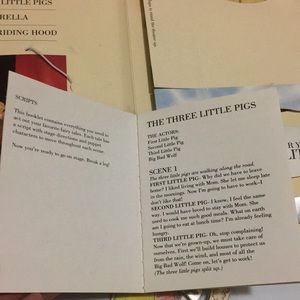 LITTLE PIGS
RELLA
RIDING HOOD
SCRIPTS
This booklet contains everything you need to
act out your favorite fairy tales. Each tale has
a script with stage directions, and puppet
characters to move throughout each scene.
Now you're ready to go on stage. Break a leg!
THE THREE LITTLE PIGS
THE ACTORS:
First Little Pig
Second Little Pig
Third Little Pig
Big Bad Wolf
SCENE 1
The three little pigs are walking along the road.
FIRST LITTLE PIG: Why did we have to leave
home? I liked living with Mom. She let me sleep late
in the mornings. Now I'm going to have to work–I
don't like that!
SECOND LITTLE PIG: I know, I feel the same
way. I would have loved to stay with Mom. She
used to cook me such good meals. What on earth
am I going to eat at lunch time? I'm already feeling
hungry.
THIRD LITTLE PIG: Oh, stop complaining!
Now that we're grown-up, we must take care of
ourselves. First we'll build houses to protect us
from the rain, the wind, and most of all the
Big Bad Wolf! Come on, let's get to work!
(The three little pigs split up.)